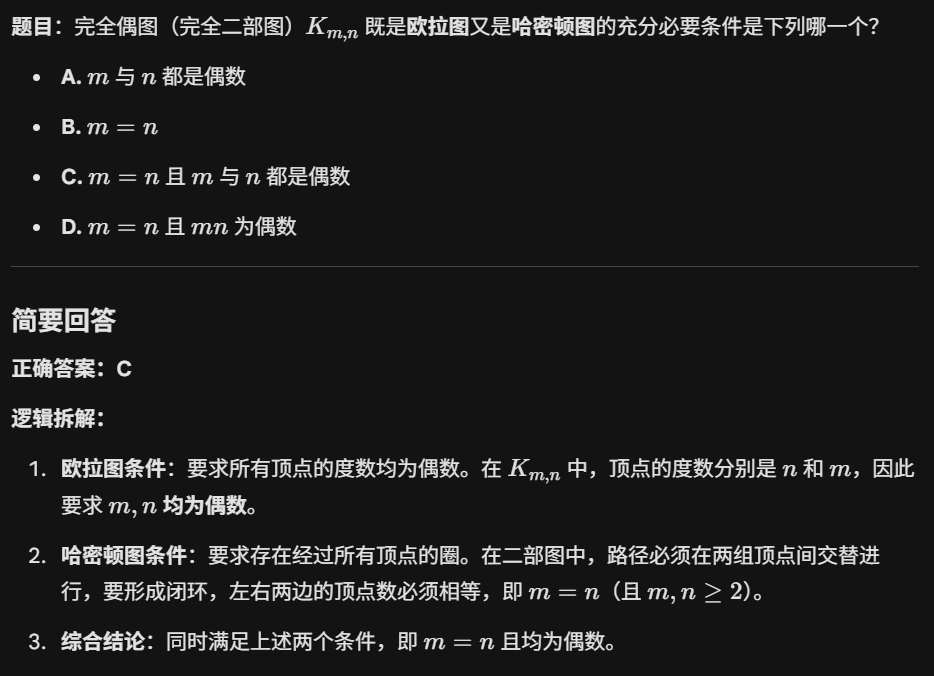 题目：完全偶图（完全二部图）$K_{m,n}$ 既是欧拉图又是哈密顿图的充分必要条件是下列哪一个？
• A. $m$ 与 $n$ 都是偶数
• B. $m = n$
• C. $m = n$ 且 $m$ 与 $n$ 都是偶数
• D. $m = n$ 且 $mn$ 为偶数
简要回答
正确答案：C
逻辑拆解：
1. 欧拉图条件：要求所有顶点的度数均为偶数。在 $K_{m,n}$ 中，顶点的度数分别是 $n$ 和 $m$，因此
要求 $m, n$ 均为偶数。
2. 哈密顿图条件：要求存在经过所有顶点的圈。在二部图中，路径必须在两组顶点间交替进
行，要形成闭环，左右两边的顶点数必须相等，即 $m = n$（且 $m, n \geq 2$）。
3. 综合结论：同时满足上述两个条件，即 $m = n$ 且均为偶数。